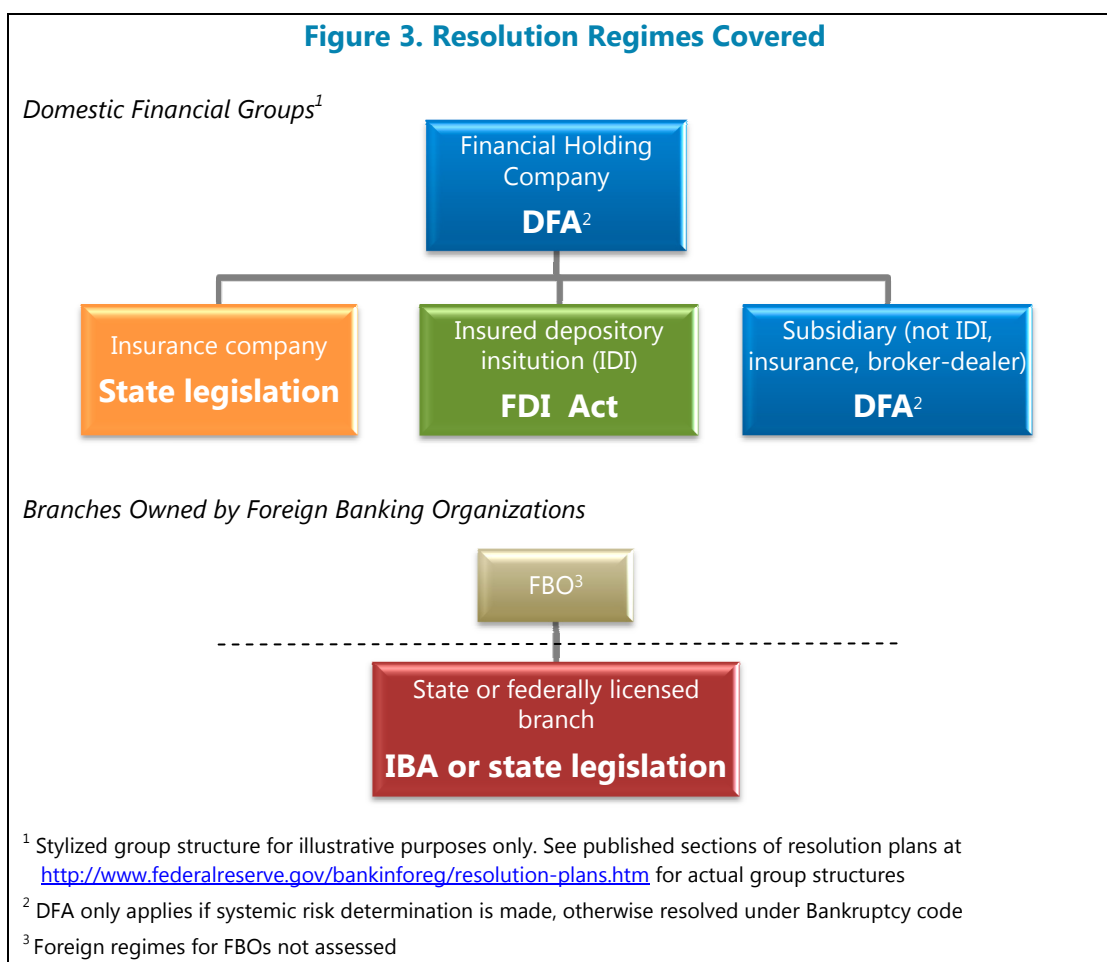 Figure 3. Resolution Regimes Covered
Domestic Financial Groups¹
Financial Holding
Company
DFA²
Insurance company
State legislation
Insured depository
insitution (IDI)
FDI Act
Subsidiary (not IDI,
insurance, broker-dealer)
DFA²
Branches Owned by Foreign Banking Organizations
FBO³
State or federally licensed
branch
IBA or state legislation
¹ Stylized group structure for illustrative purposes only. See published sections of resolution plans at
http://www.federalreserve.gov/bankinforeg/resolution-plans.htm for actual group structures
² DFA only applies if systemic risk determination is made, otherwise resolved under Bankruptcy code
³ Foreign regimes for FBOs not assessed